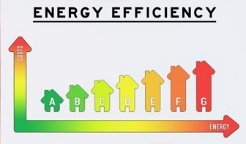 ENERGY EFFICIENCY
COSTS
A B C D E F G
ENERGY